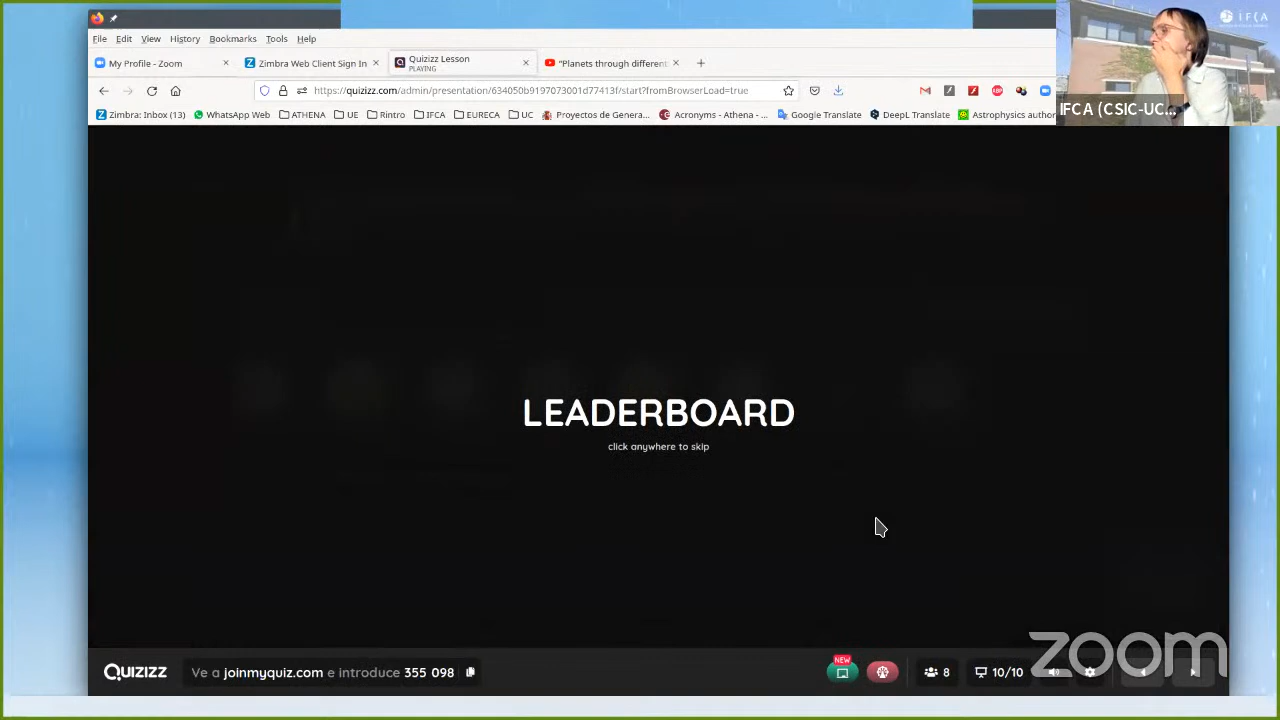 File Edit View History Bookmarks Tools Help
My Profile - Zoom
Zimbra Web Client Sign In
Quizizz Lesson
PLAYING
"Planets through different
https://quizizz.com/admin/presentation/634050b9197073001d77413f/start?fromBrowserLoad=true
Zimbra: Inbox (13) WhatsApp Web ATHENA UE Rintro IFCA EURECA UC Proyectos de Genera... Acronyms - Athena - ... Google Translate DeepL Translate Astrophysics author
IFCA
IFCA (CSIC-UC...
LEADERBOARD
click anywhere to skip
Quizizz
Ve a joinmyquiz.com e introduce 355 098
NEW
8
10/10
zoom